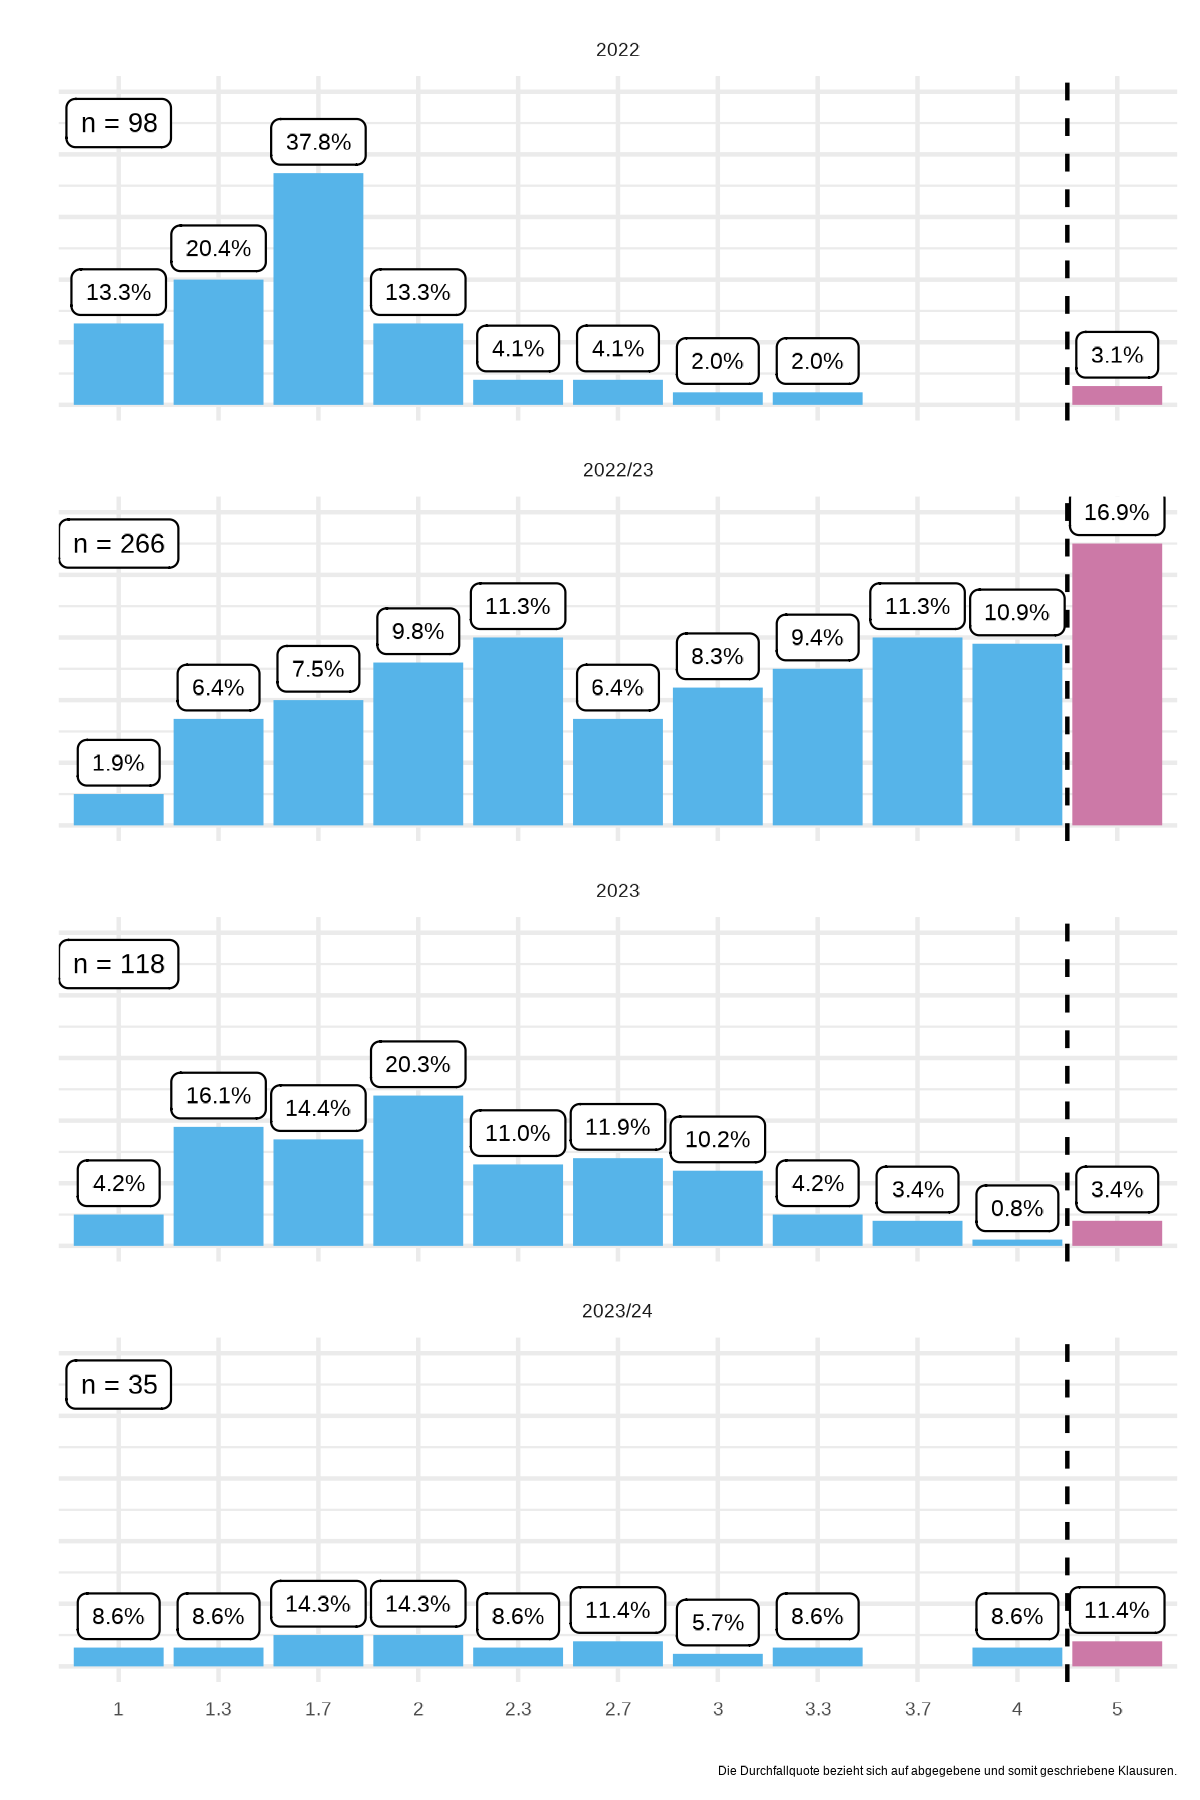 2022
n = 98
13.3% 20.4% 37.8% 13.3% 4.1% 4.1% 2.0% 2.0% 3.1%
2022/23
n = 266
1.9% 6.4% 7.5% 9.8% 11.3% 6.4% 8.3% 9.4% 11.3% 10.9% 16.9%
2023
n = 118
4.2% 16.1% 14.4% 20.3% 11.0% 11.9% 10.2% 4.2% 3.4% 0.8% 3.4%
2023/24
n = 35
8.6% 8.6% 14.3% 14.3% 8.6% 11.4% 5.7% 8.6% 8.6% 11.4%
1 1.3 1.7 2 2.3 2.7 3 3.3 3.7 4 5
Die Durchfallquote bezieht sich auf abgegebene und somit geschriebene Klausuren.